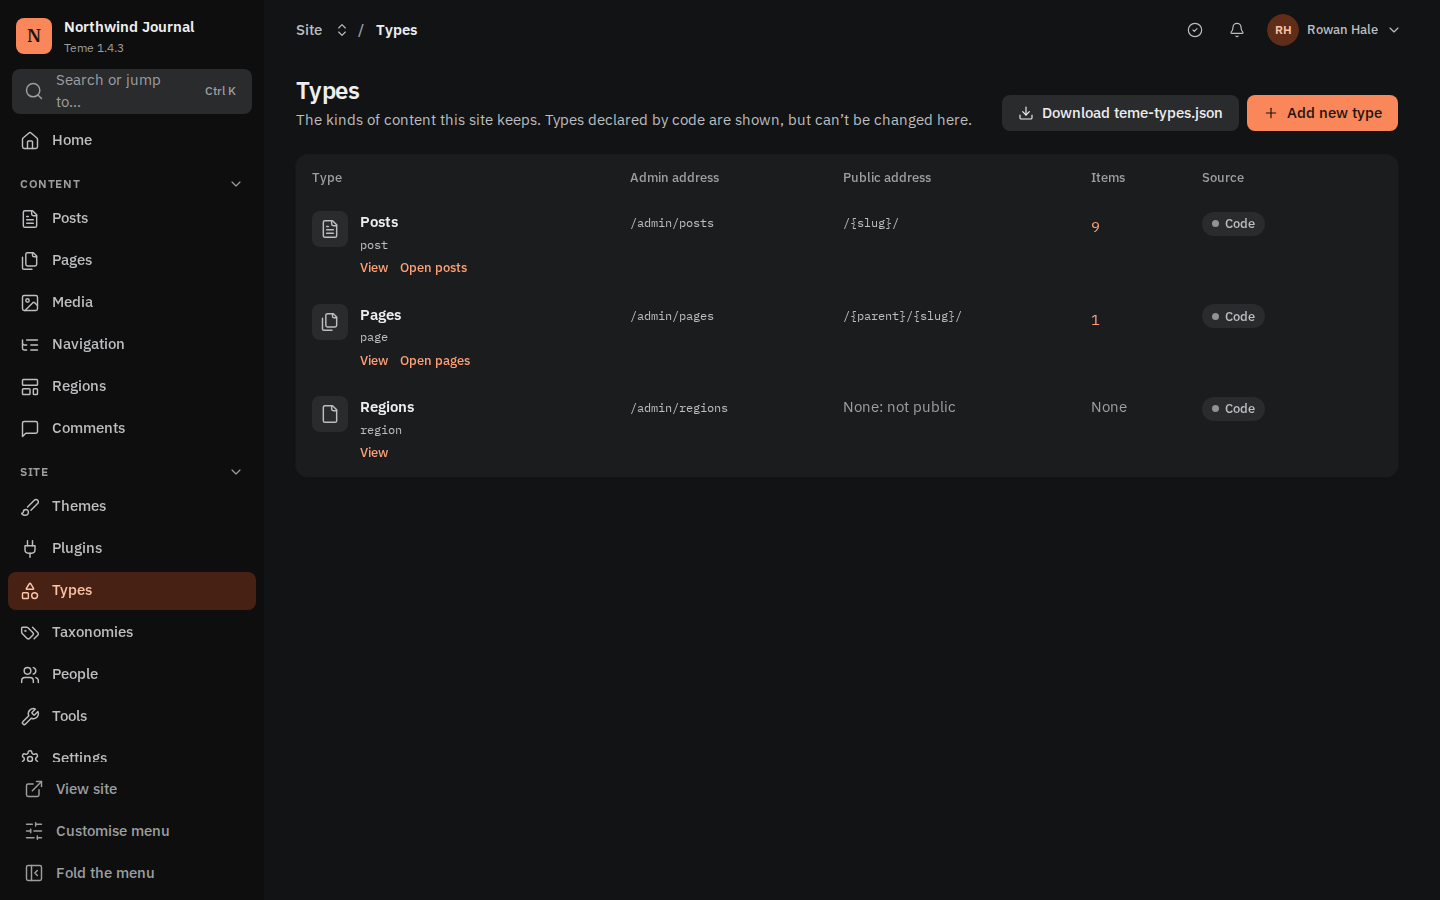 N
Northwind Journal
Teme 1.4.3
Search or jump to...
Ctrl K
Home
CONTENT
Posts
Pages
Media
Navigation
Regions
Comments
SITE
Themes
Plugins
Types
Taxonomies
People
Tools
Settings
View site
Customise menu
Fold the menu
Site / Types
RH Rowan Hale
Types
The kinds of content this site keeps. Types declared by code are shown, but can’t be changed here.
Download teme-types.json
Add new type
Type Admin address Public address Items Source
Posts /admin/posts /{slug}/ 9 Code
post
View Open posts
Pages /admin/pages /{parent}/{slug}/ 1 Code
page
View Open pages
Regions /admin/regions None: not public None Code
region
View